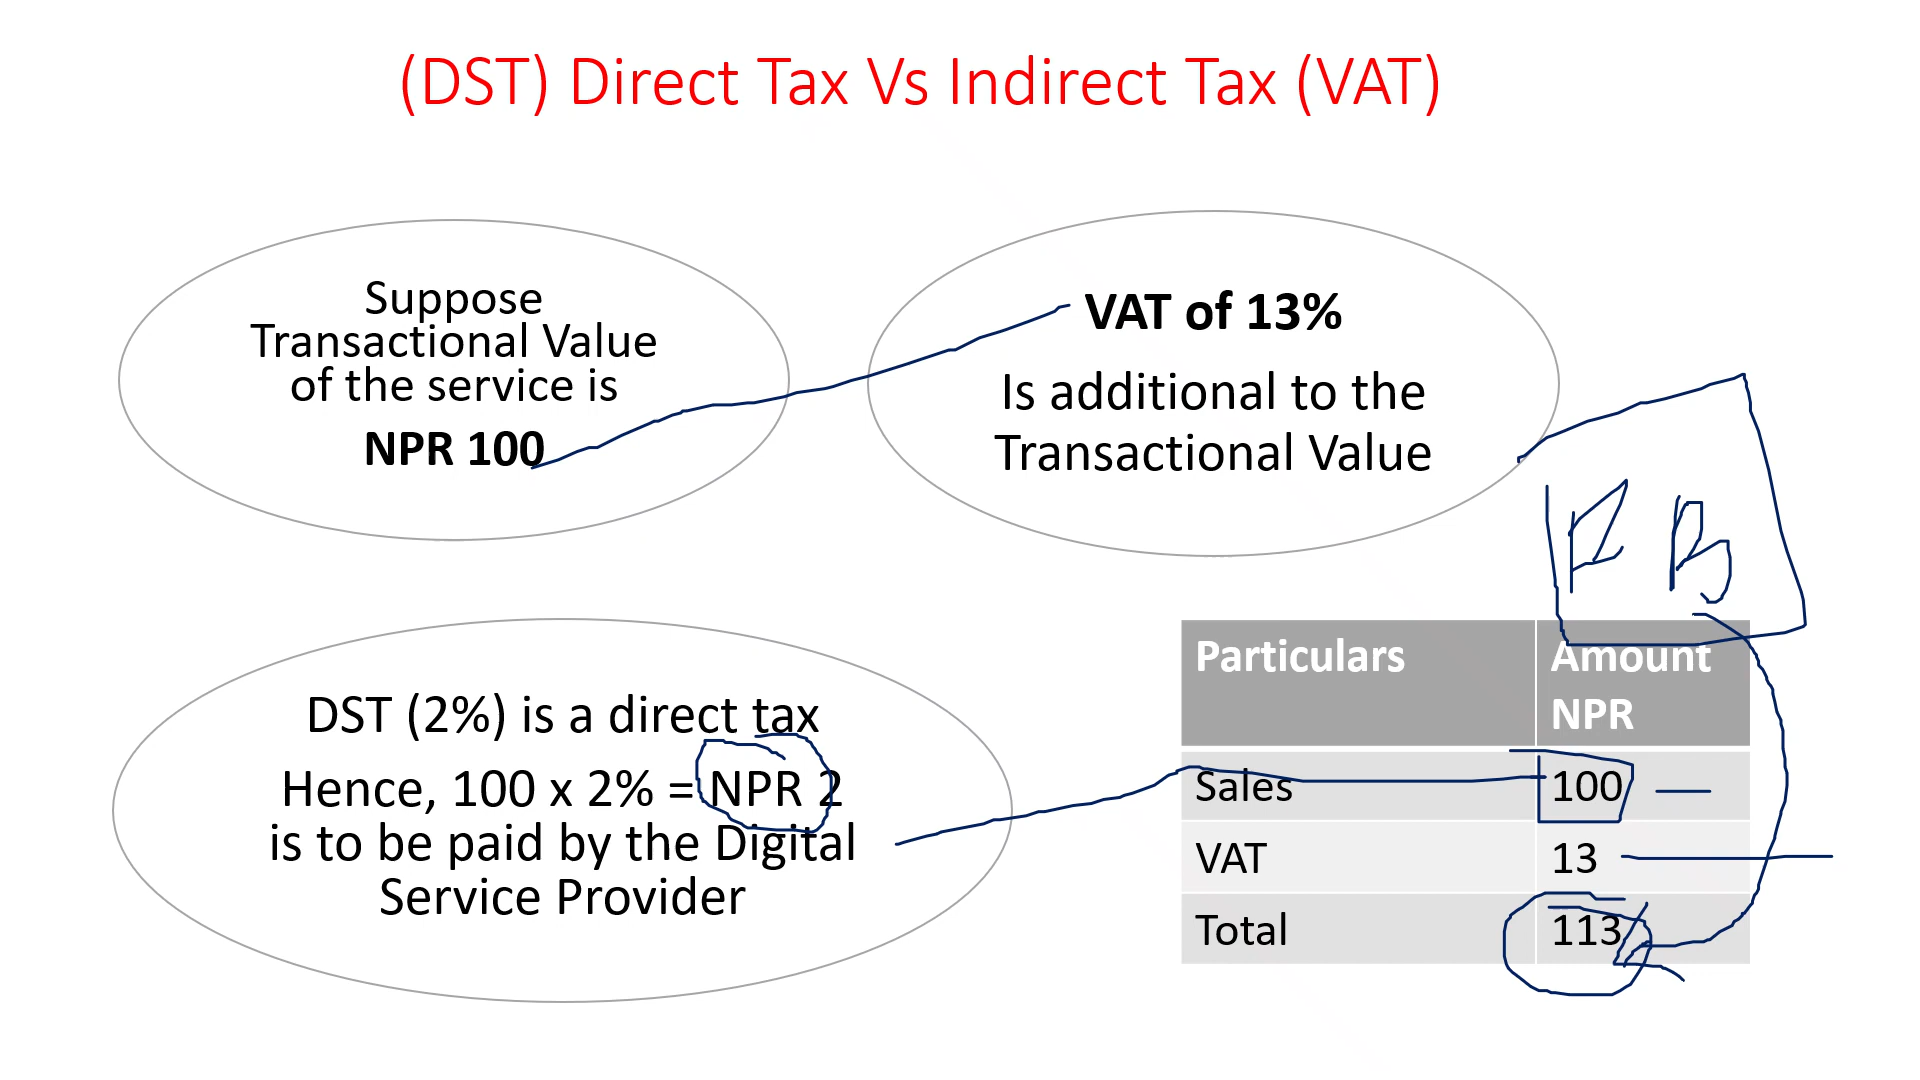 (DST) Direct Tax Vs Indirect Tax (VAT)
Suppose
Transactional Value
of the service is
NPR 100
VAT of 13%
Is additional to the
Transactional Value
DST (2%) is a direct tax
Hence, 100 x 2% = NPR 2
is to be paid by the Digital
Service Provider
Particulars Amount
NPR
Sales 100
VAT 13
Total 113